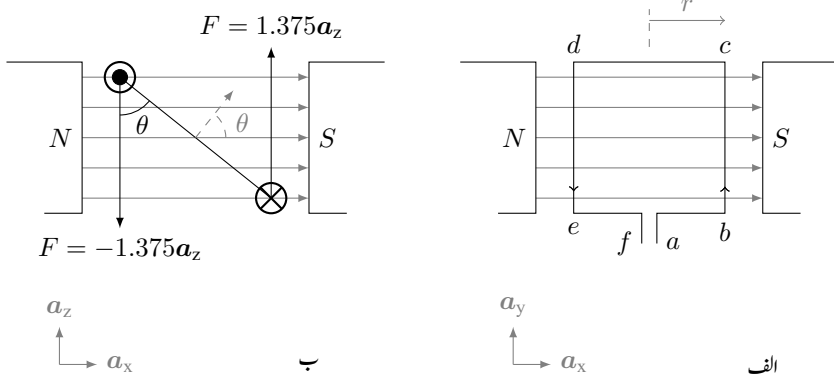 F = 1.375a_z
N
θ
θ
S
F = −1.375a_z
a_z
a_x
ب
r
d
c
N
S
e
f
a
b
a_y
a_x
الف